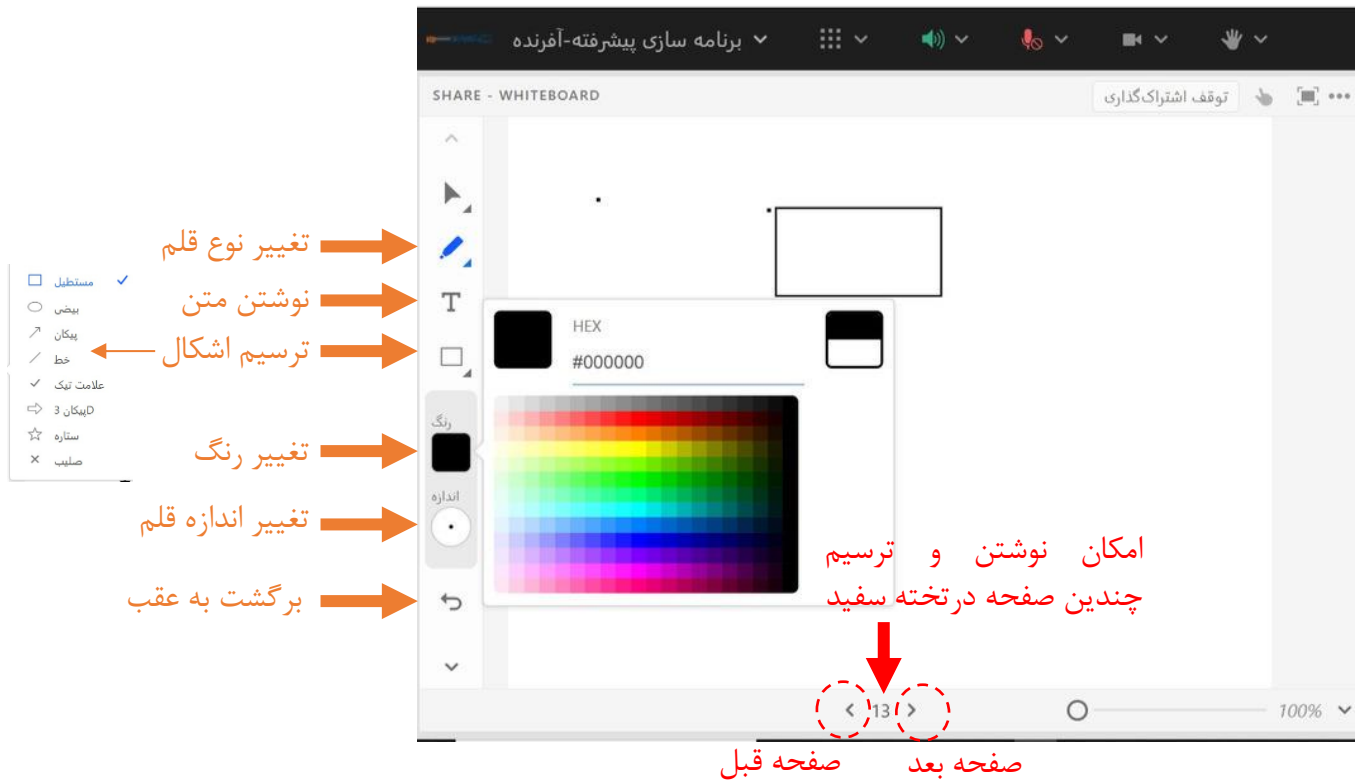 برنامه سازی پیشرفته-آفرنده
SHARE - WHITEBOARD
توقف اشتراک‌گذاری
تغییر نوع قلم
نوشتن متن
ترسیم اشکال
مستطیل
بیضی
پیکان
خط
علامت تیک
پیکان 3D
ستاره
صلیب
HEX
#000000
رنگ
تغییر رنگ
اندازه
تغییر اندازه قلم
برگشت به عقب
امکان نوشتن و ترسیم
چندین صفحه درتخته سفید
13
100%
صفحه بعد
صفحه قبل